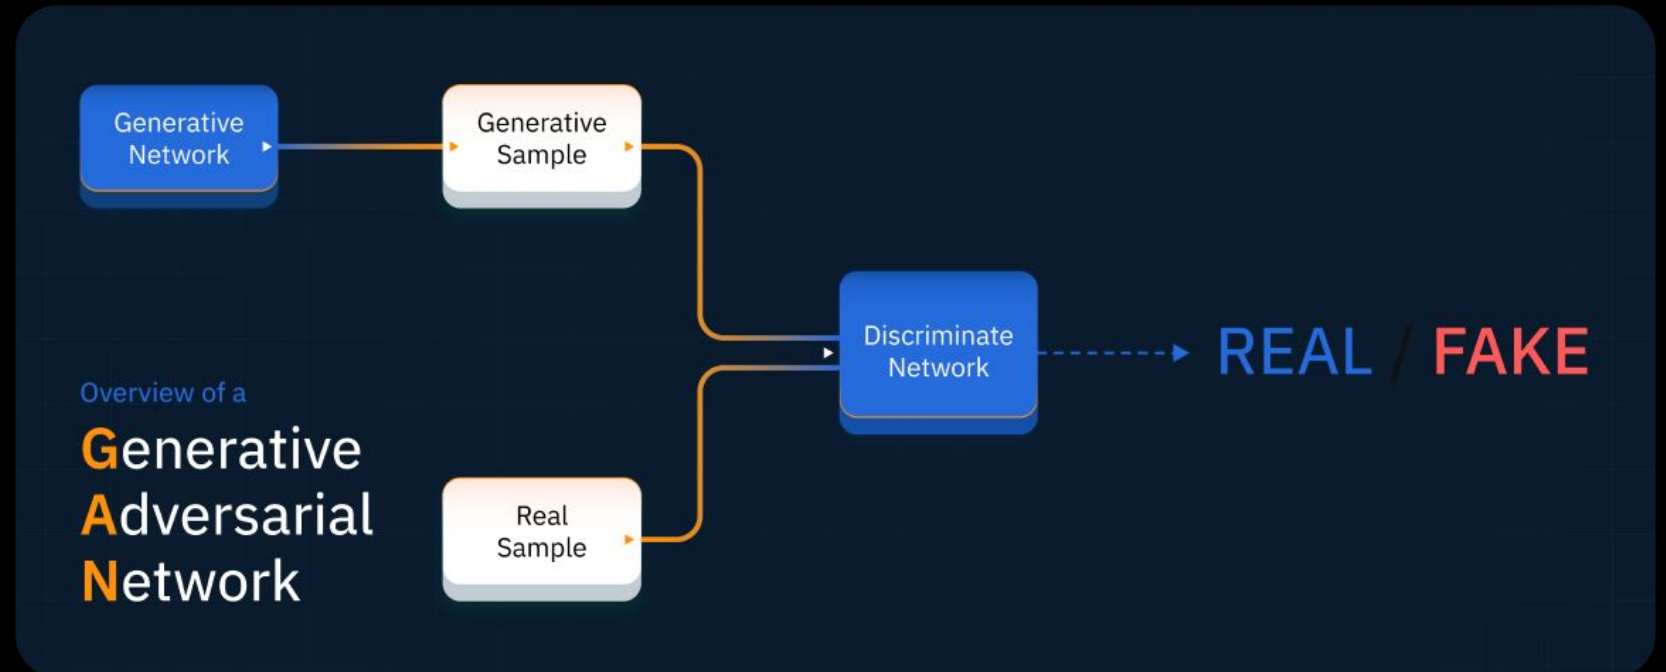 Generative
Network
Generative
Sample
Discriminate
Network
REAL / FAKE
Overview of a
Generative
Adversarial
Network
Real
Sample